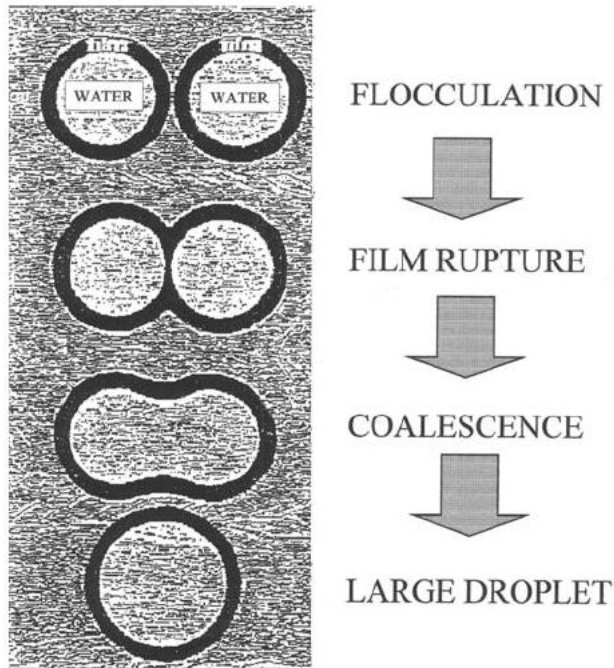 WATER
WATER
FLOCCULATION
FILM RUPTURE
COALESCENCE
LARGE DROPLET